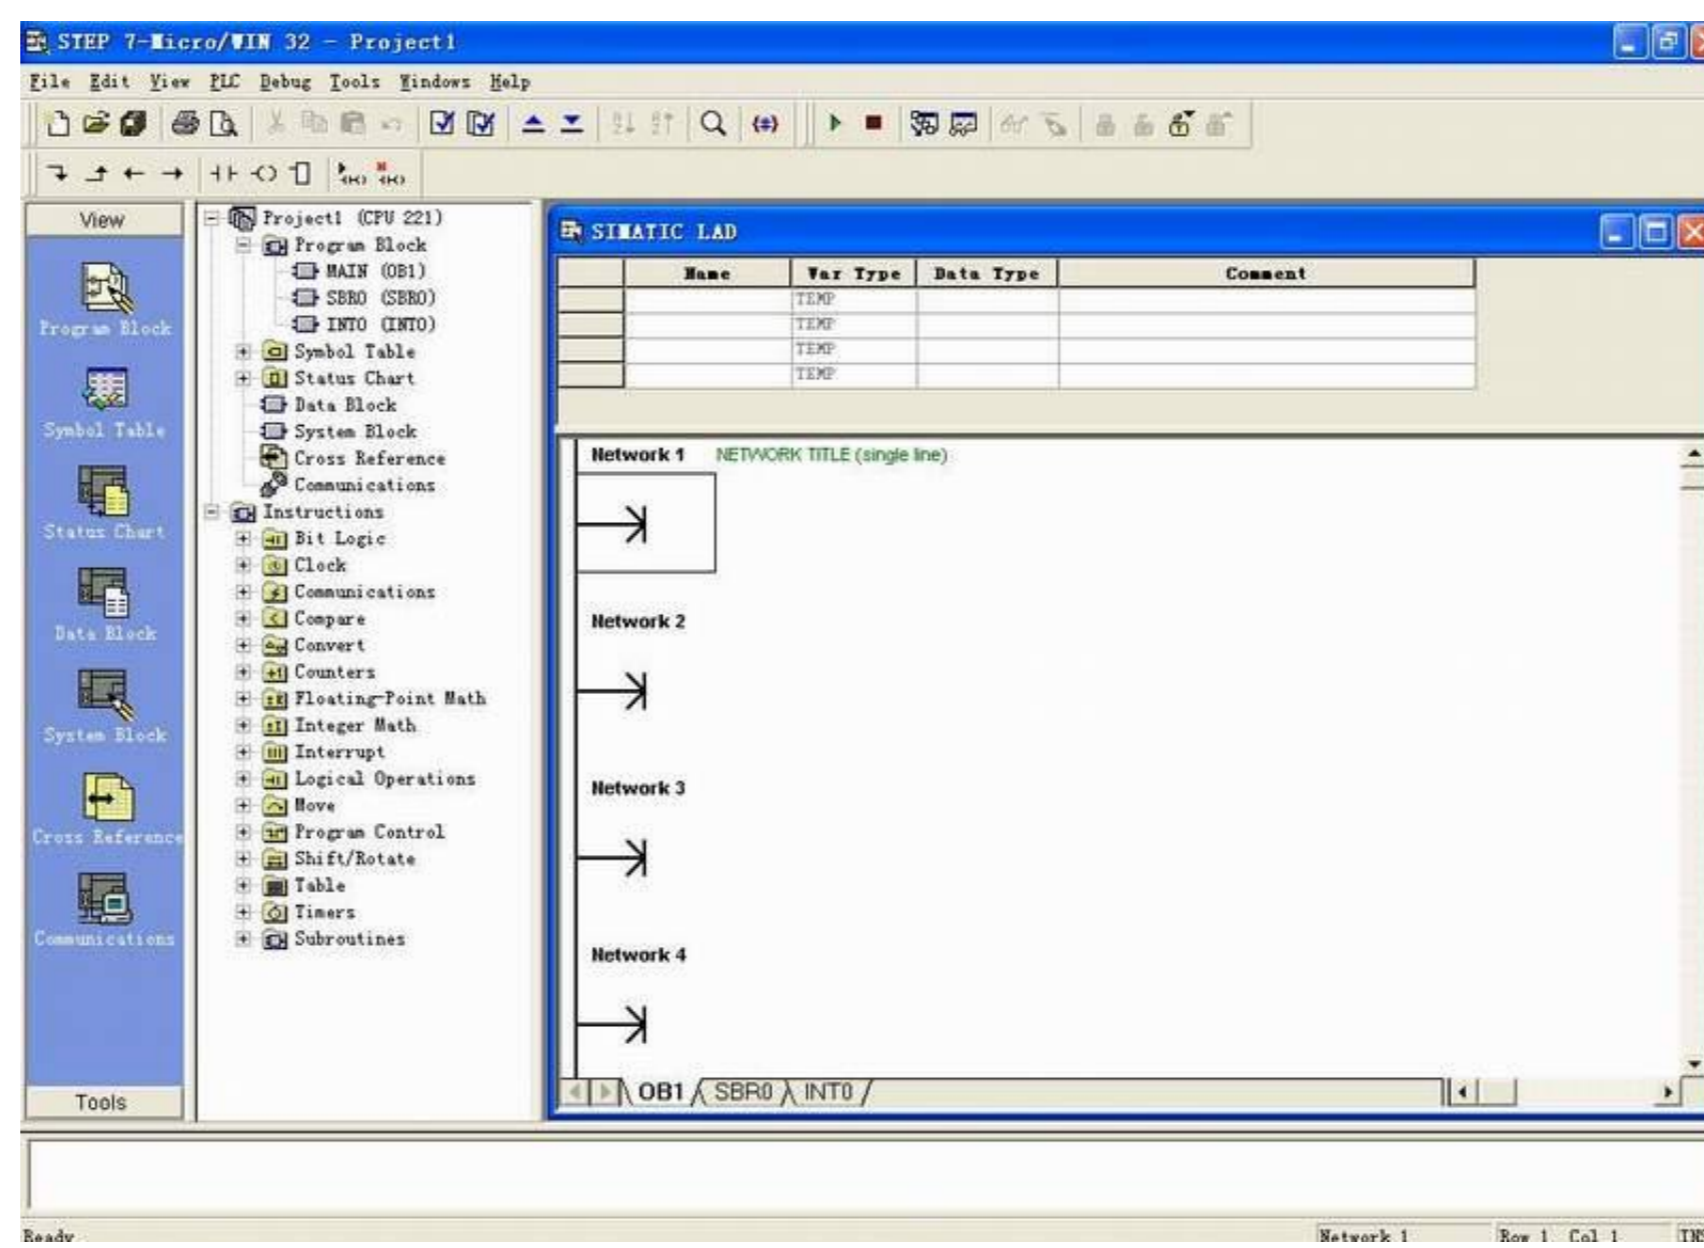 STEP 7-Micro/WIN 32 - Project1
File Edit View PLC Debug Tools Windows Help
View
Program Block
Symbol Table
Status Chart
Data Block
System Block
Cross Reference
Communications
Tools
Project1 (CPU 221)
Program Block
MAIN (OB1)
SBR0 (SBR0)
INT0 (INT0)
Symbol Table
Status Chart
Data Block
System Block
Cross Reference
Communications
Instructions
Bit Logic
Clock
Communications
Compare
Convert
Counters
Floating-Point Math
Integer Math
Interrupt
Logical Operations
Move
Program Control
Shift/Rotate
Table
Timers
Subroutines
SIMATIC LAD
Name Var Type Data Type Comment
TEMP
TEMP
TEMP
TEMP
Network 1 NETWORK TITLE (single line)
Network 2
Network 3
Network 4
OB1 SBR0 INT0
Ready Network 1 Row 1 Col 1